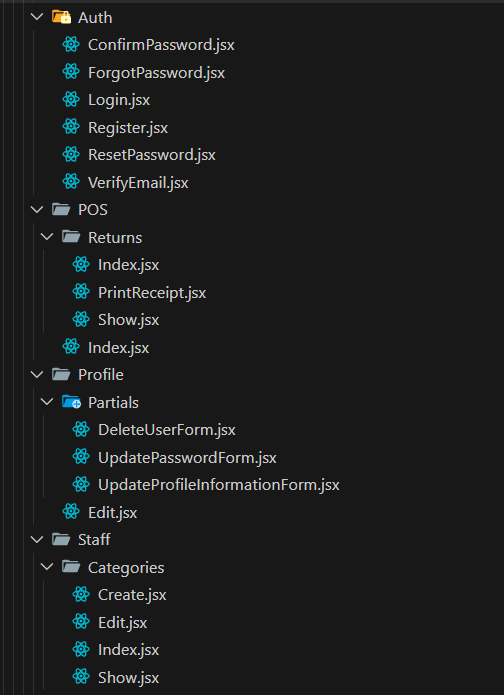 Auth
ConfirmPassword.jsx
ForgotPassword.jsx
Login.jsx
Register.jsx
ResetPassword.jsx
VerifyEmail.jsx
POS
Returns
Index.jsx
PrintReceipt.jsx
Show.jsx
Index.jsx
Profile
Partials
DeleteUserForm.jsx
UpdatePasswordForm.jsx
UpdateProfileInformationForm.jsx
Edit.jsx
Staff
Categories
Create.jsx
Edit.jsx
Index.jsx
Show.jsx